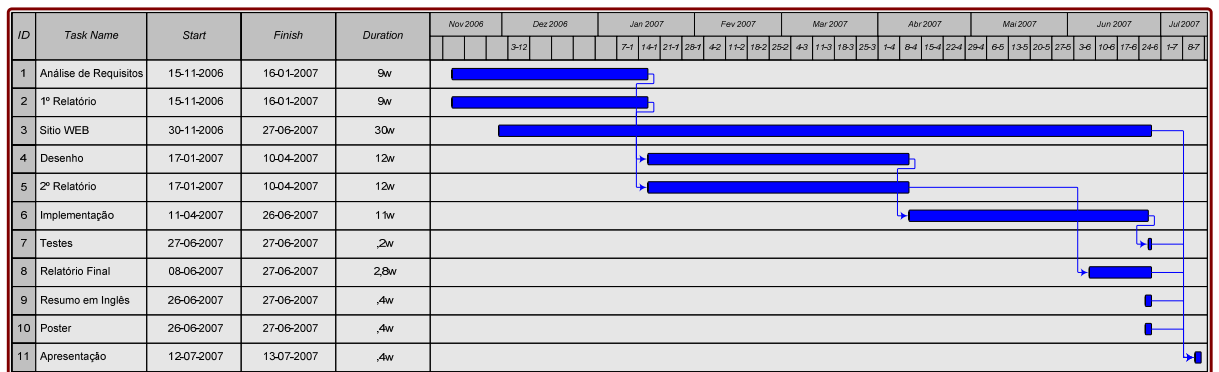 ID Task Name Start Finish Duration
Nov 2006 Dez 2006 Jan 2007 Fev 2007 Mar 2007 Abr 2007 Mai 2007 Jun 2007 Jul 2007
3-12 7-1 14-1 21-1 28-1 4-2 11-2 18-2 25-2 4-3 11-3 18-3 25-3 1-4 8-4 15-4 22-4 29-4 6-5 13-5 20-5 27-5 3-6 10-6 17-6 24-6 1-7 8-7
1 Análise de Requisitos 15-11-2006 16-01-2007 9w
2 1º Relatório 15-11-2006 16-01-2007 9w
3 Sitio WEB 30-11-2006 27-06-2007 30w
4 Desenho 17-01-2007 10-04-2007 12w
5 2º Relatório 17-01-2007 10-04-2007 12w
6 Implementação 11-04-2007 26-06-2007 11w
7 Testes 27-06-2007 27-06-2007 ,2w
8 Relatório Final 08-06-2007 27-06-2007 2,8w
9 Resumo em Inglês 26-06-2007 27-06-2007 ,4w
10 Poster 26-06-2007 27-06-2007 ,4w
11 Apresentação 12-07-2007 13-07-2007 ,4w